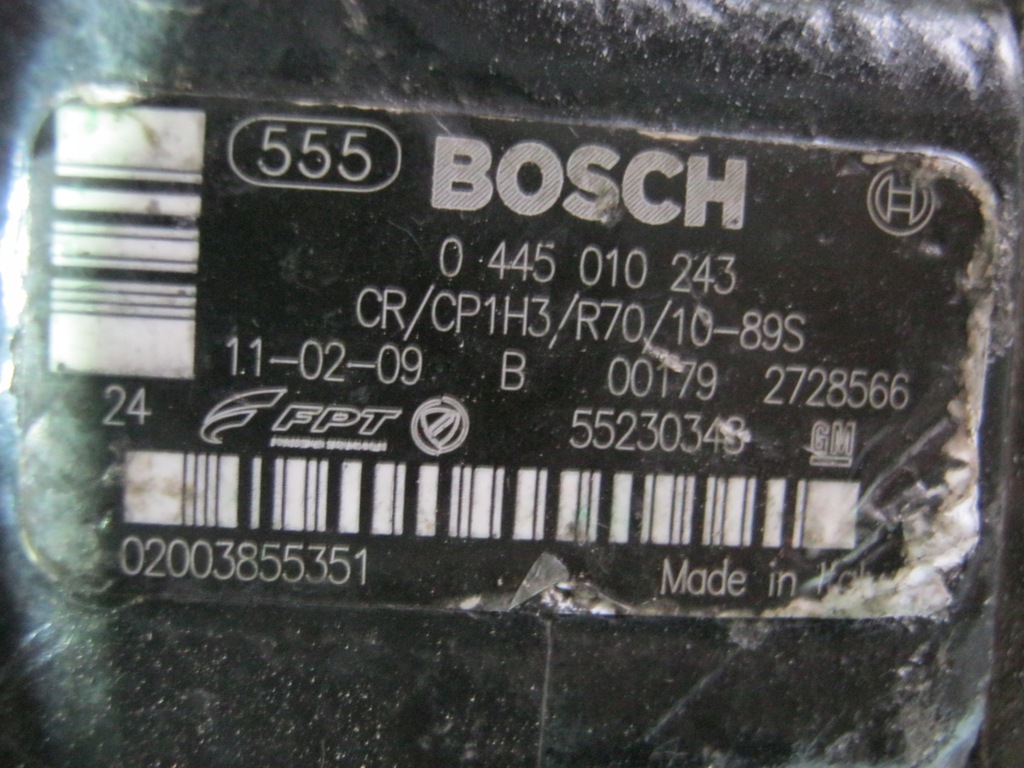 555 BOSCH H
0 445 010 243
CR/CP1H3/R70/10-89S
11-02-09 B 00179 2728566
24 FPT 55230343 GM
02003855351
Made in